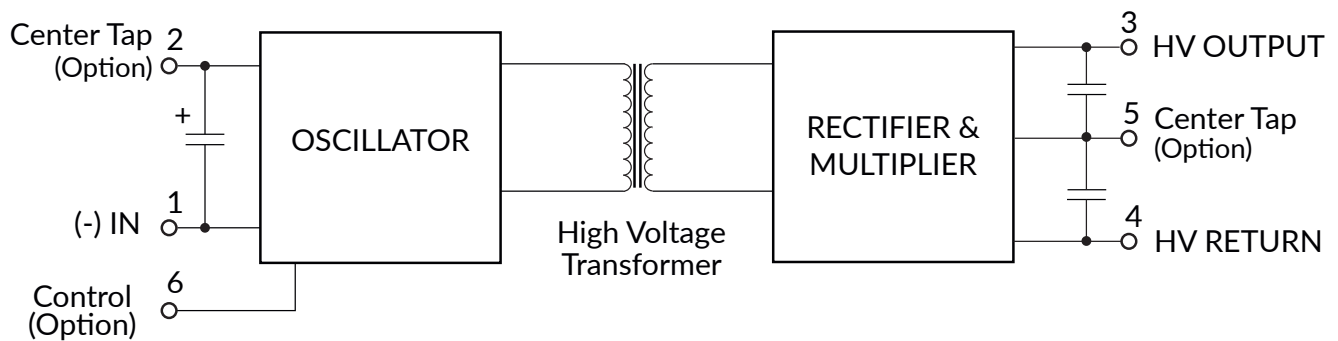 Center Tap 2
(Option)
+
(-) IN 1
Control 6
(Option)
OSCILLATOR
High Voltage
Transformer
RECTIFIER &
MULTIPLIER
3 HV OUTPUT
5 Center Tap
(Option)
4 HV RETURN